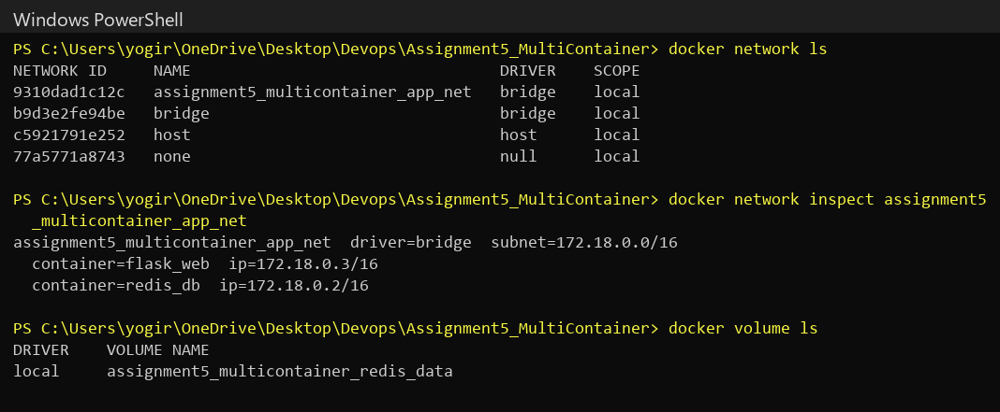 Windows PowerShell
PS C:\Users\yogir\OneDrive\Desktop\Devops\Assignment5_MultiContainer> docker network ls
NETWORK ID     NAME                                 DRIVER    SCOPE
9310dad1c12c   assignment5_multicontainer_app_net   bridge    local
b9d3e2fe94be   bridge                               bridge    local
c5921791e252   host                                 host      local
77a5771a8743   none                                 null      local
PS C:\Users\yogir\OneDrive\Desktop\Devops\Assignment5_MultiContainer> docker network inspect assignment5
  _multicontainer_app_net
assignment5_multicontainer_app_net  driver=bridge  subnet=172.18.0.0/16
  container=flask_web  ip=172.18.0.3/16
  container=redis_db  ip=172.18.0.2/16
PS C:\Users\yogir\OneDrive\Desktop\Devops\Assignment5_MultiContainer> docker volume ls
DRIVER    VOLUME NAME
local     assignment5_multicontainer_redis_data